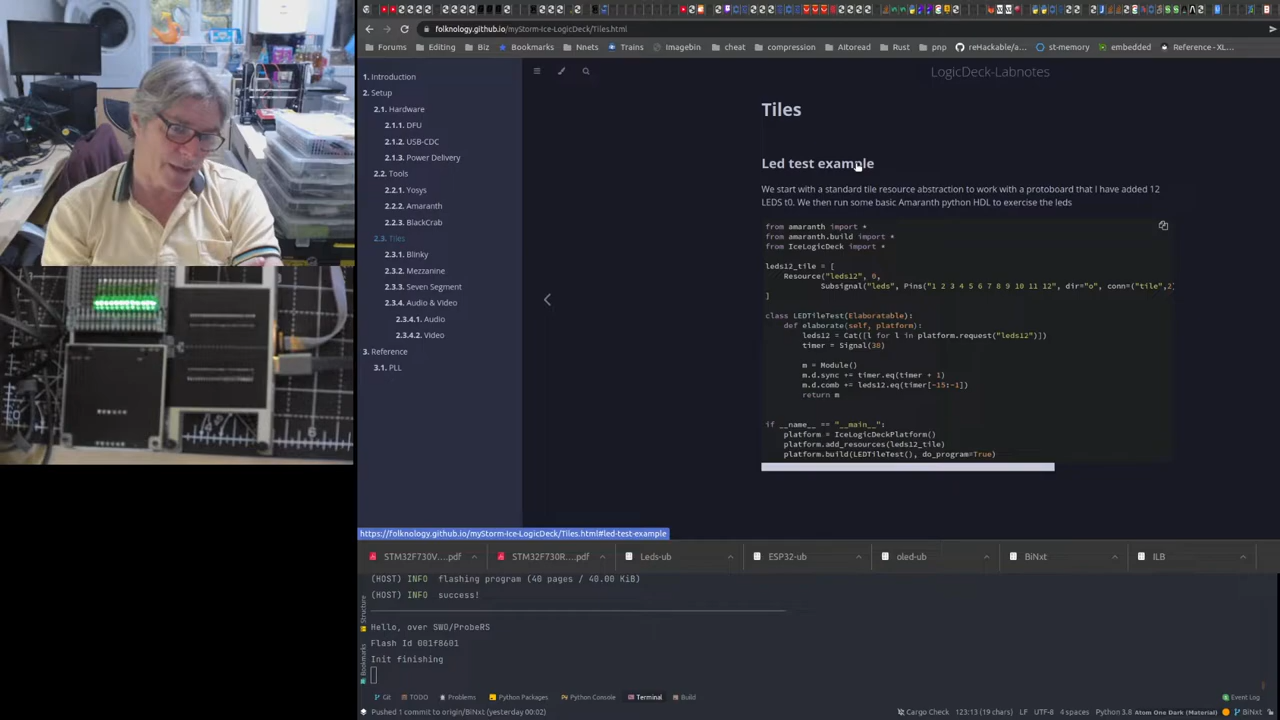 folknology.github.io/myStorm-Ice-LogicDeck/Tiles.html
Forums Editing Biz Bookmarks Nnets Trains Imagebin cheat compression AItoread Rust pnp reHackable/a... st-memory embedded Reference - XL...
1. Introduction
2. Setup
2.1. Hardware
2.1.1. DFU
2.1.2. USB-CDC
2.1.3. Power Delivery
2.2. Tools
2.2.1. Yosys
2.2.2. Amaranth
2.2.3. BlackCrab
2.3. Tiles
2.3.1. Blinky
2.3.2. Mezzanine
2.3.3. Seven Segment
2.3.4. Audio & Video
2.3.4.1. Audio
2.3.4.2. Video
3. Reference
3.1. PLL
LogicDeck-Labnotes
Tiles
Led test example
We start with a standard tile resource abstraction to work with a protoboard that I have added 12
LEDS t0. We then run some basic Amaranth python HDL to exercise the leds
from amaranth import *
from amaranth.build import *
from IceLogicDeck import *
leds12_tile = [
Resource("leds12", 0,
Subsignal("leds", Pins("1 2 3 4 5 6 7 8 9 10 11 12", dir="o", conn=("tile",2)
]
class LEDTileTest(Elaboratable):
def elaborate(self, platform):
leds12 = Cat([l for l in platform.request("leds12")])
timer = Signal(38)
m = Module()
m.d.sync += timer.eq(timer + 1)
m.d.comb += leds12.eq(timer[-15:-1])
return m
if __name__ == "__main__":
platform = IceLogicDeckPlatform()
platform.add_resources(leds12_tile)
platform.build(LEDTileTest(), do_program=True)
https://folknology.github.io/myStorm-Ice-LogicDeck/Tiles.html#led-test-example
STM32F730V....pdf STM32F730R....pdf Leds-ub ESP32-ub oled-ub BiNxt ILB
(HOST) INFO flashing program (40 pages / 40.00 KiB)
(HOST) INFO success!
Hello, over SWO/ProbeRS
Flash Id 001f8601
Init finishing
Structure
Bookmarks
Git TODO Problems Python Packages Python Console Terminal Build Event Log
Pushed 1 commit to origin/BiNxt (yesterday 00:02) Cargo Check 123:13 (19 chars) LF UTF-8 4 spaces Python 3.8 Atom One Dark (Material) BiNxt